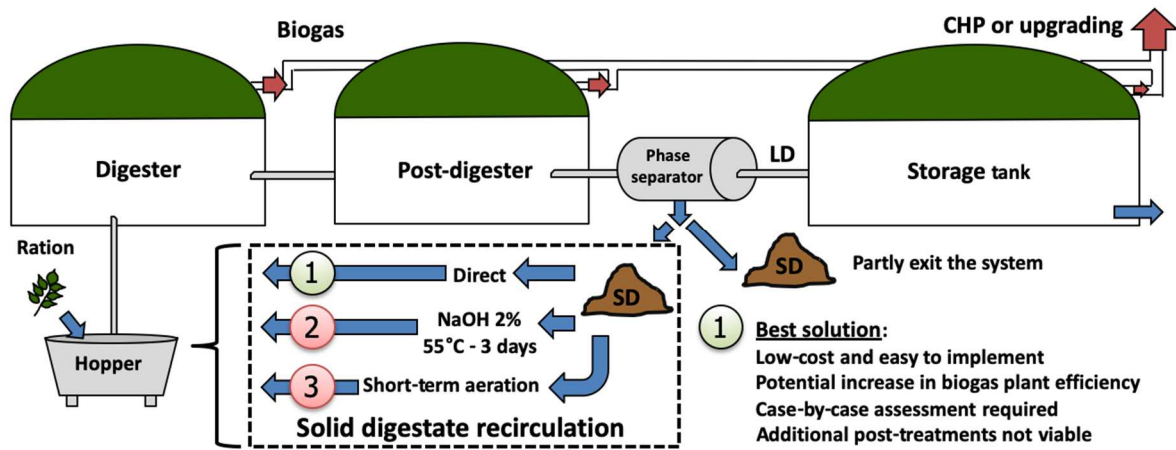 Biogas
CHP or upgrading
Digester
Post-digester
Phase
separator
LD
Storage tank
Ration
Hopper
1
Direct
SD
2
NaOH 2%
55°C - 3 days
3
Short-term aeration
Solid digestate recirculation
SD
Partly exit the system
1
Best solution:
Low-cost and easy to implement
Potential increase in biogas plant efficiency
Case-by-case assessment required
Additional post-treatments not viable